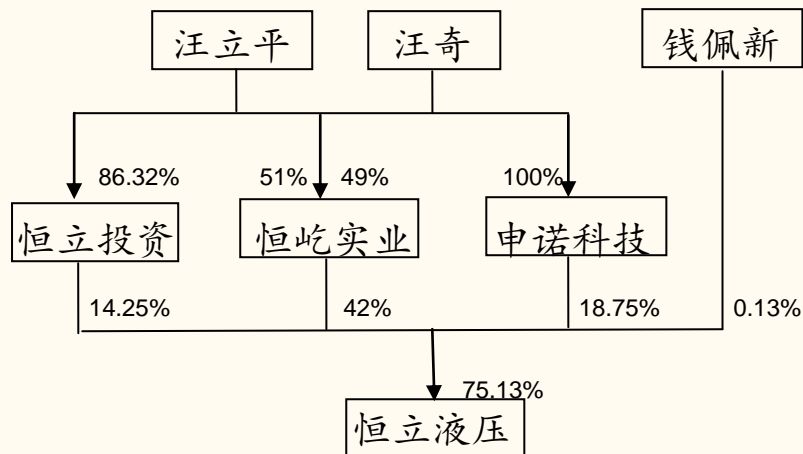 汪立平
汪奇
钱佩新
86.32%
51%
49%
100%
恒立投资
恒屹实业
申诺科技
14.25%
42%
18.75%
0.13%
75.13%
恒立液压